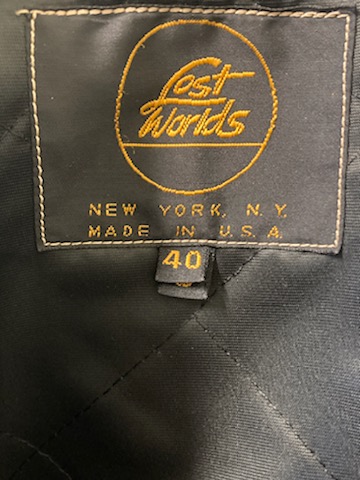 Lost
Worlds
NEW YORK, N.Y.
MADE IN U.S.A.
40